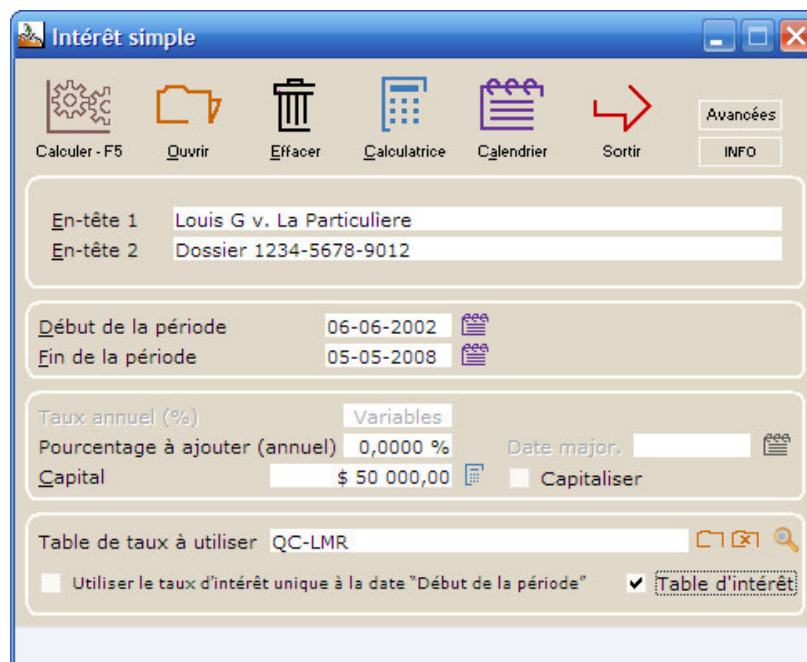 Intérêt simple
Calculer - F5 Ouvrir Effacer Calculatrice Calendrier Sortir
Avancées
INFO
En-tête 1 Louis G v. La Particuliere
En-tête 2 Dossier 1234-5678-9012
Début de la période 06-06-2002
Fin de la période 05-05-2008
Taux annuel (%) Variables
Pourcentage à ajouter (annuel) 0,0000 % Date major.
Capital $ 50 000,00 Capitaliser
Table de taux à utiliser QC-LMR
Utiliser le taux d'intérêt unique à la date "Début de la période" Table d'intérêt